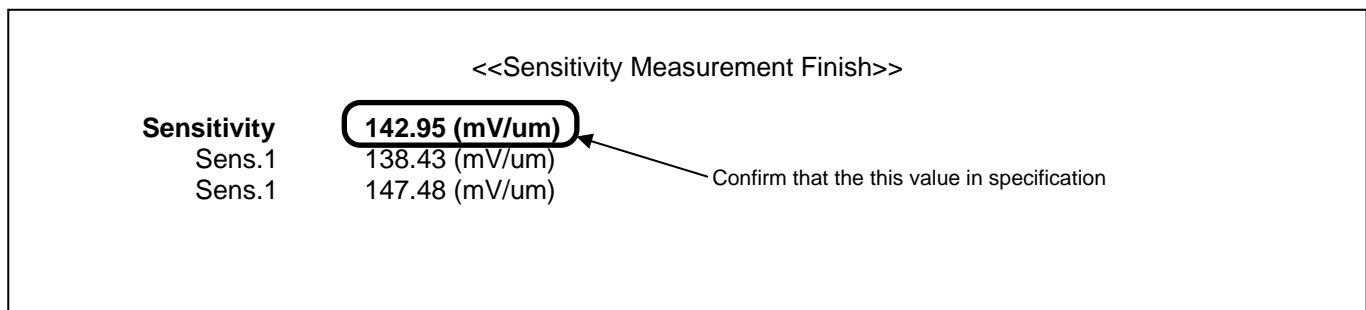 <<Sensitivity Measurement Finish>>
Sensitivity 142.95 (mV/um)
Sens.1 138.43 (mV/um)
Sens.1 147.48 (mV/um)
Confirm that the this value in specification